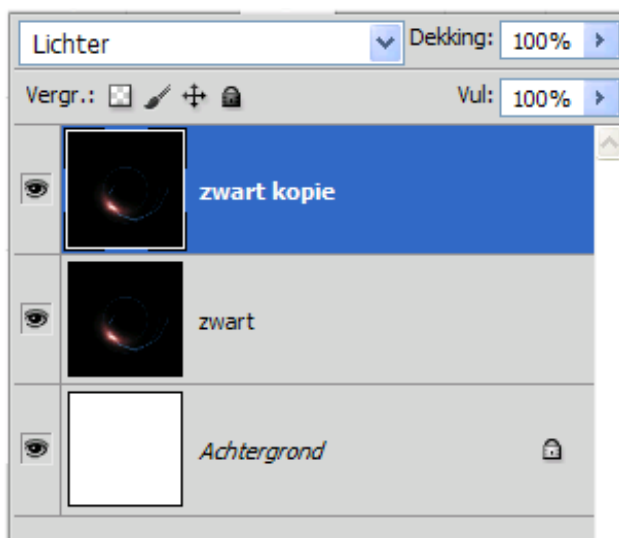 Lichter Dekking: 100%
Vergr.: Vul: 100%
zwart kopie
zwart
Achtergrond